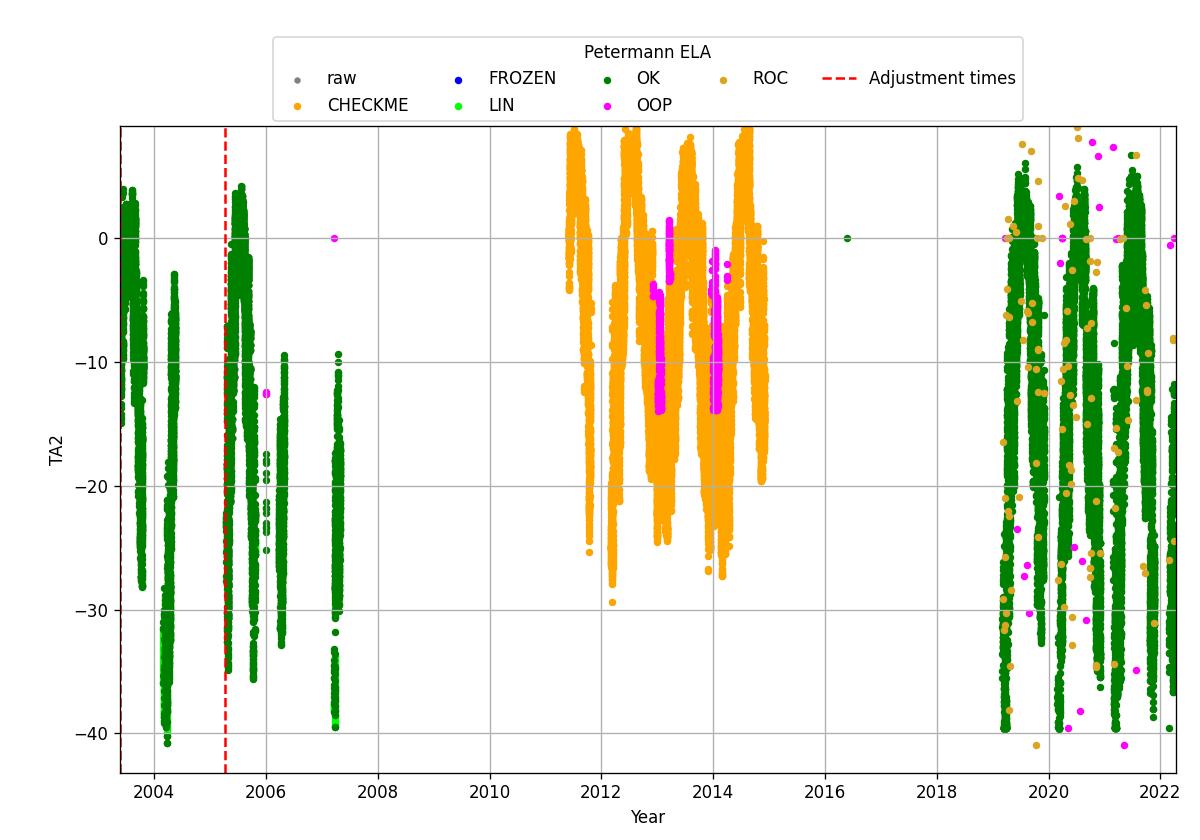 Petermann ELA
raw FROZEN OK ROC Adjustment times
CHECKME LIN OOP
0
−10
−20
−30
−40
TA2
2004 2006 2008 2010 2012 2014 2016 2018 2020 2022
Year